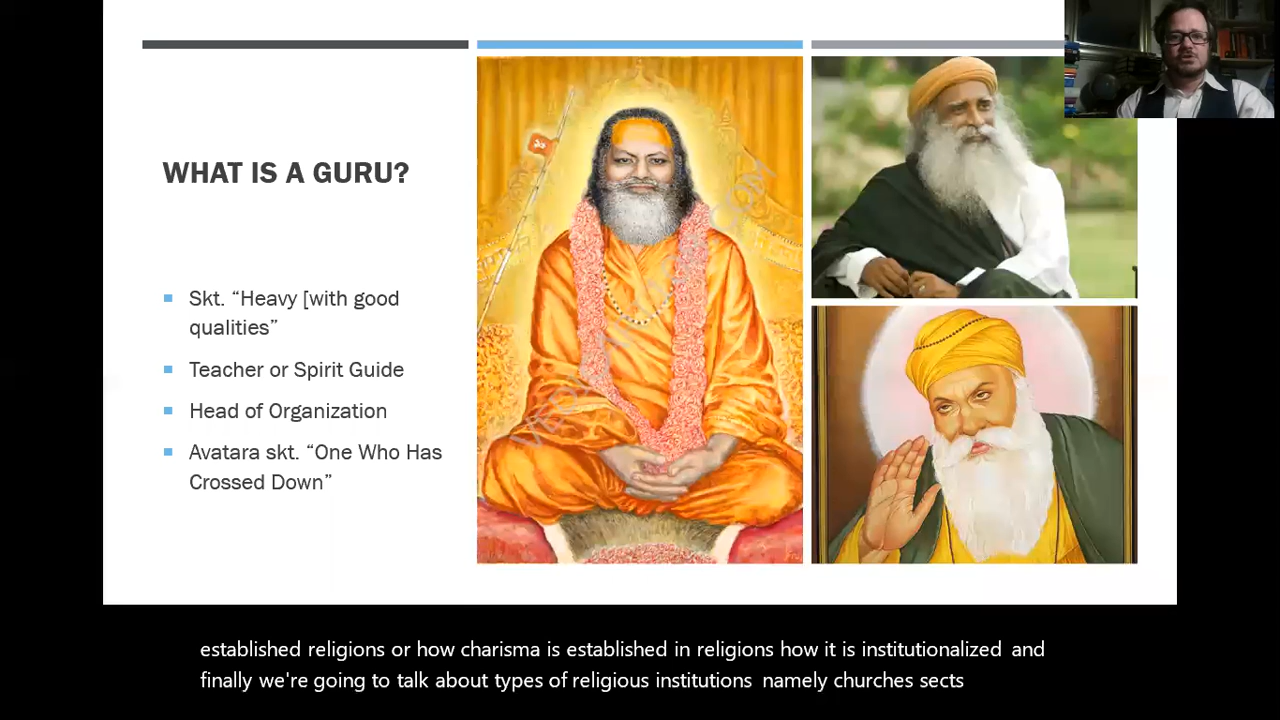 WHAT IS A GURU?
Skt. “Heavy [with good
qualities”
Teacher or Spirit Guide
Head of Organization
Avatara skt. “One Who Has
Crossed Down”
established religions or how charisma is established in religions how it is institutionalized and
finally we're going to talk about types of religious institutions namely churches sects